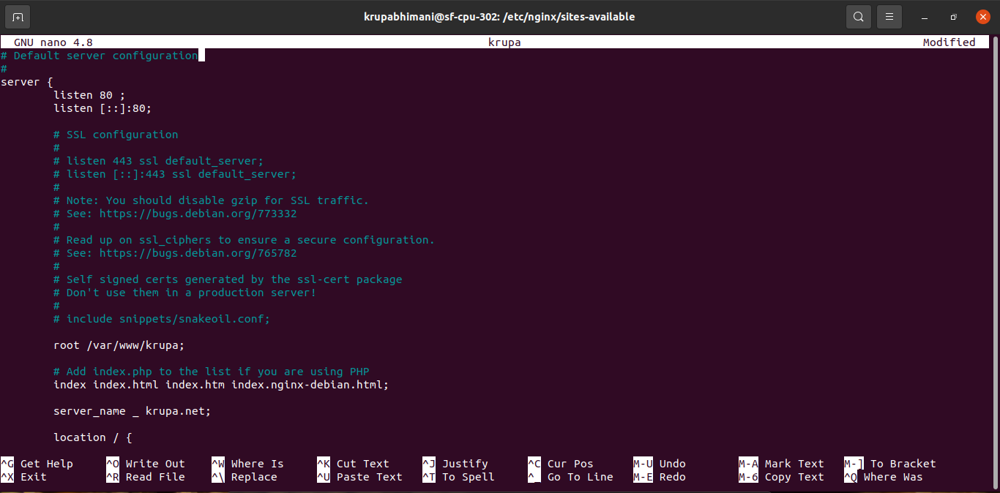 krupabhimani@sf-cpu-302: /etc/nginx/sites-available
GNU nano 4.8 krupa Modified
# Default server configuration
#
server {
listen 80 ;
listen [::]:80;
# SSL configuration
#
# listen 443 ssl default_server;
# listen [::]:443 ssl default_server;
#
# Note: You should disable gzip for SSL traffic.
# See: https://bugs.debian.org/773332
#
# Read up on ssl_ciphers to ensure a secure configuration.
# See: https://bugs.debian.org/765782
#
# Self signed certs generated by the ssl-cert package
# Don't use them in a production server!
#
# include snippets/snakeoil.conf;
root /var/www/krupa;
# Add index.php to the list if you are using PHP
index index.html index.htm index.nginx-debian.html;
server_name _ krupa.net;
location / {
^G Get Help ^O Write Out ^W Where Is ^K Cut Text ^J Justify ^C Cur Pos M-U Undo M-A Mark Text M-] To Bracket
^X Exit ^R Read File ^\ Replace ^U Paste Text ^T To Spell ^_ Go To Line M-E Redo M-6 Copy Text ^Q Where Was